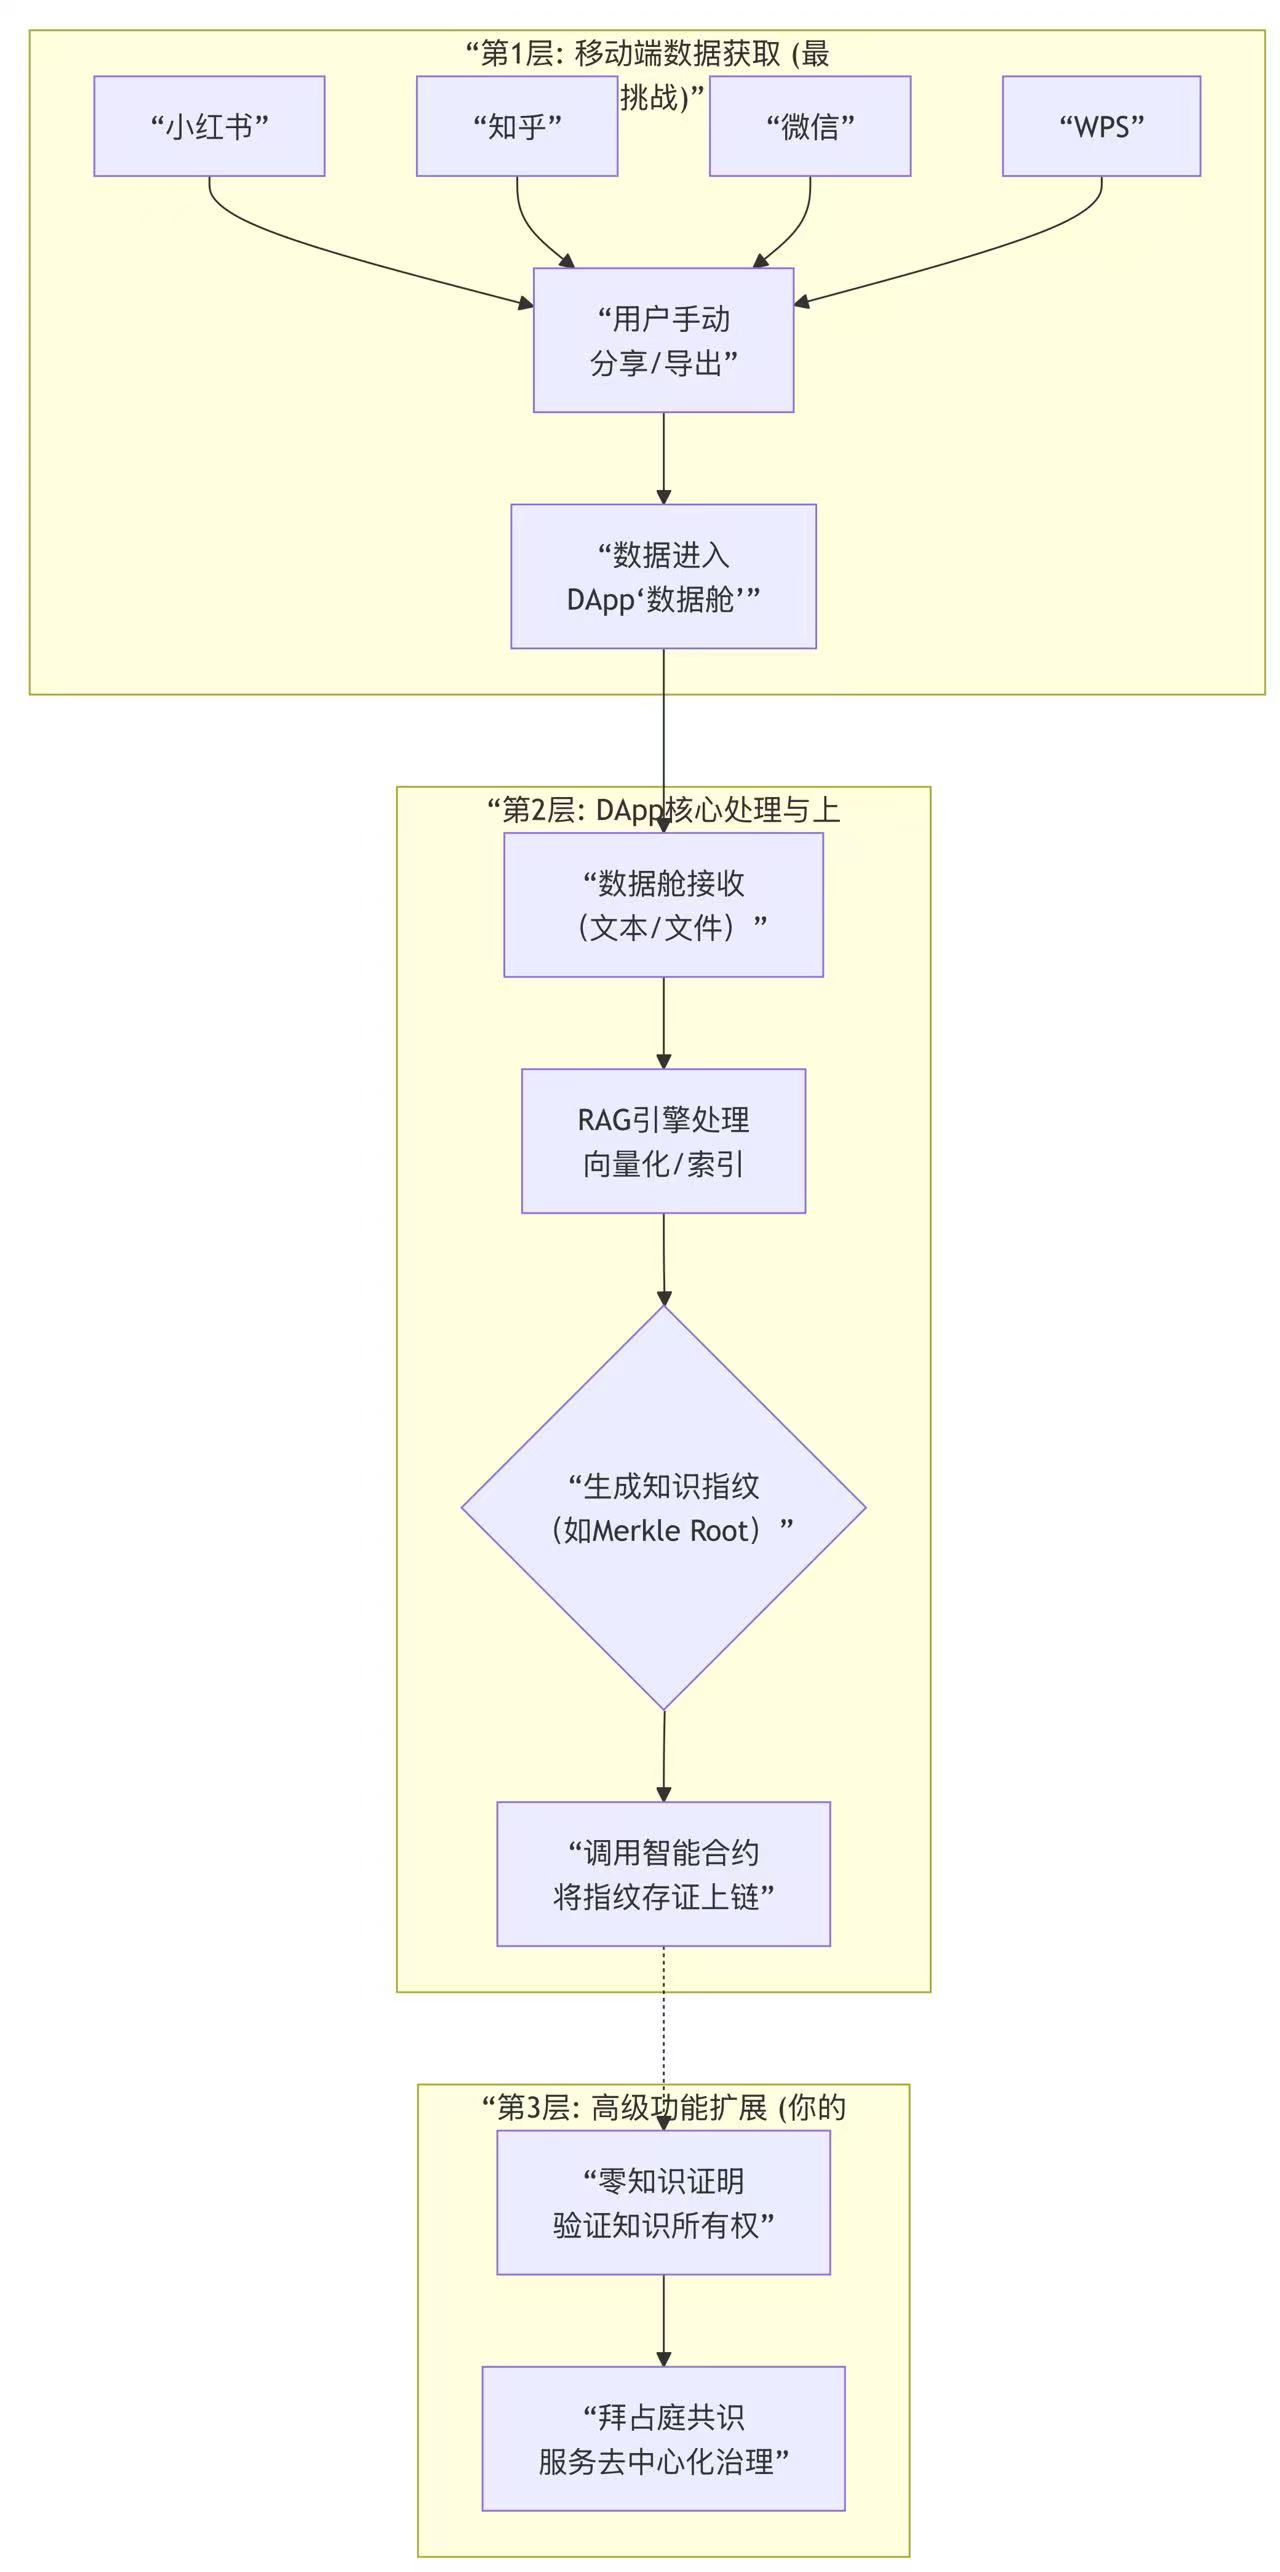 “第1层: 移动端数据获取 (最
挑战)”
“小红书”
“知乎”
“微信”
“WPS”
“用户手动
分享/导出”
“数据进入
DApp‘数据舱’”
“第2层: DApp核心处理与上
“数据舱接收
（文本/文件）”
RAG引擎处理
向量化/索引
“生成知识指纹
（如Merkle Root）”
“调用智能合约
将指纹存证上链”
“第3层: 高级功能扩展 (你的
“零知识证明
验证知识所有权”
“拜占庭共识
服务去中心化治理”